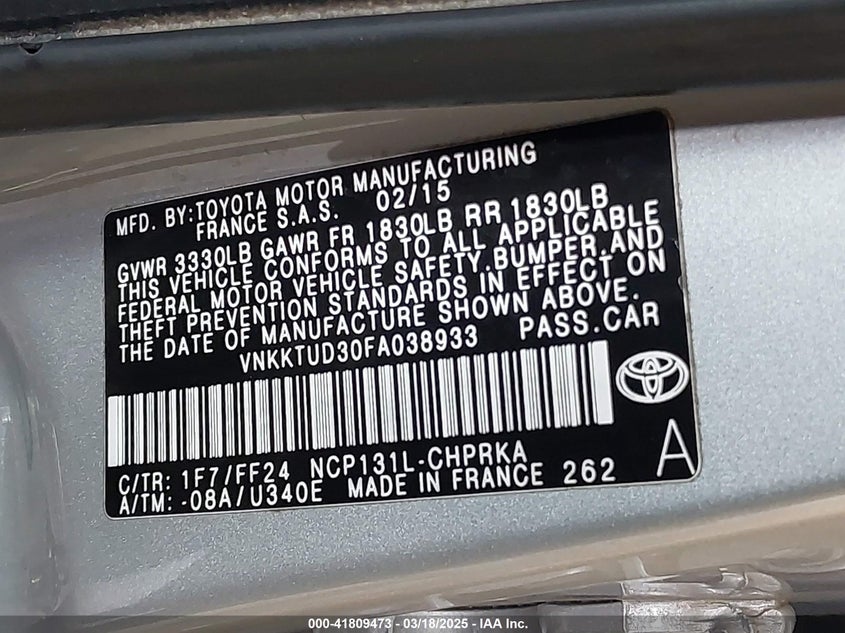 MFD. BY:TOYOTA MOTOR MANUFACTURING
FRANCE S.A.S. 02/15
GVWR 3330LB GAWR FR 1830LB RR 1830LB
THIS VEHICLE CONFORMS TO ALL APPLICABLE
FEDERAL MOTOR VEHICLE SAFETY,BUMPER,AND
THEFT PREVENTION STANDARDS IN EFFECT ON
THE DATE OF MANUFACTURE SHOWN ABOVE.
VNKKTUD30FA038933 PASS.CAR
C/TR: 1F7/FF24 NCP131L-CHPRKA
A/TM: -08A/U340E MADE IN FRANCE 262
A
000-41809473 - 03/18/2025 - IAA Inc.